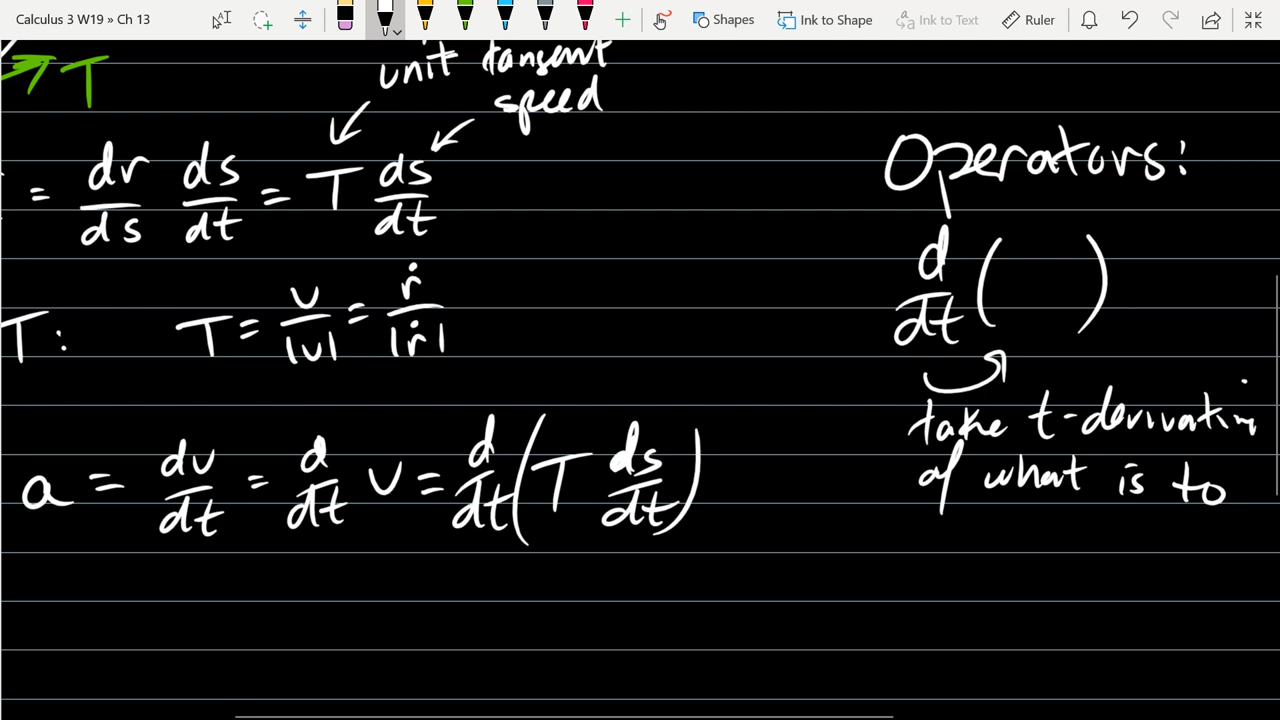 Calculus 3 W19 » Ch 13
Shapes
Ink to Shape
Ink to Text
Ruler
T
unit tangent
speed
= dr/ds ds/dt = T ds/dt
T: T = v/|v| = ṙ/|ṙ|
a = dv/dt = d/dt v = d/dt (T ds/dt)
Operators:
d/dt ( )
take t-derivative
of what is to